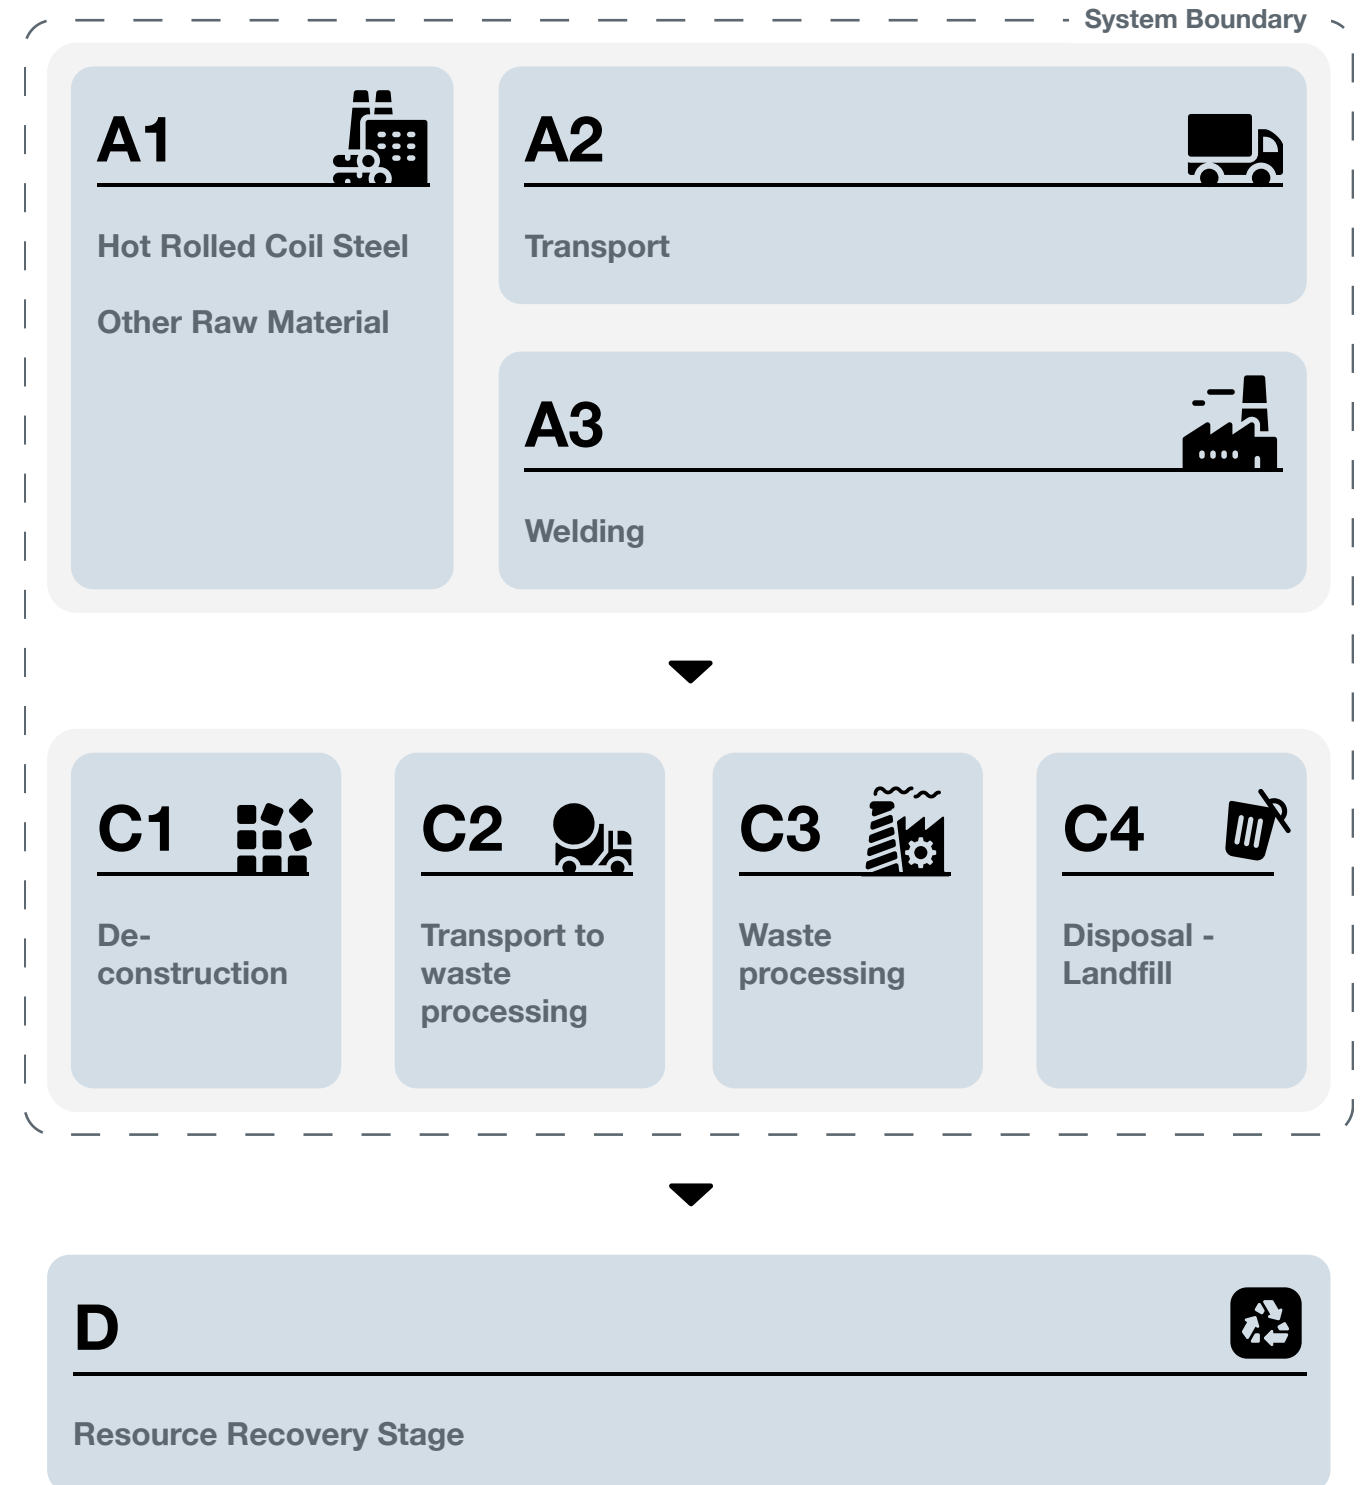 System Boundary
A1
Hot Rolled Coil Steel
Other Raw Material
A2
Transport
A3
Welding
C1
De-
construction
C2
Transport to
waste
processing
C3
Waste
processing
C4
Disposal -
Landfill
D
Resource Recovery Stage